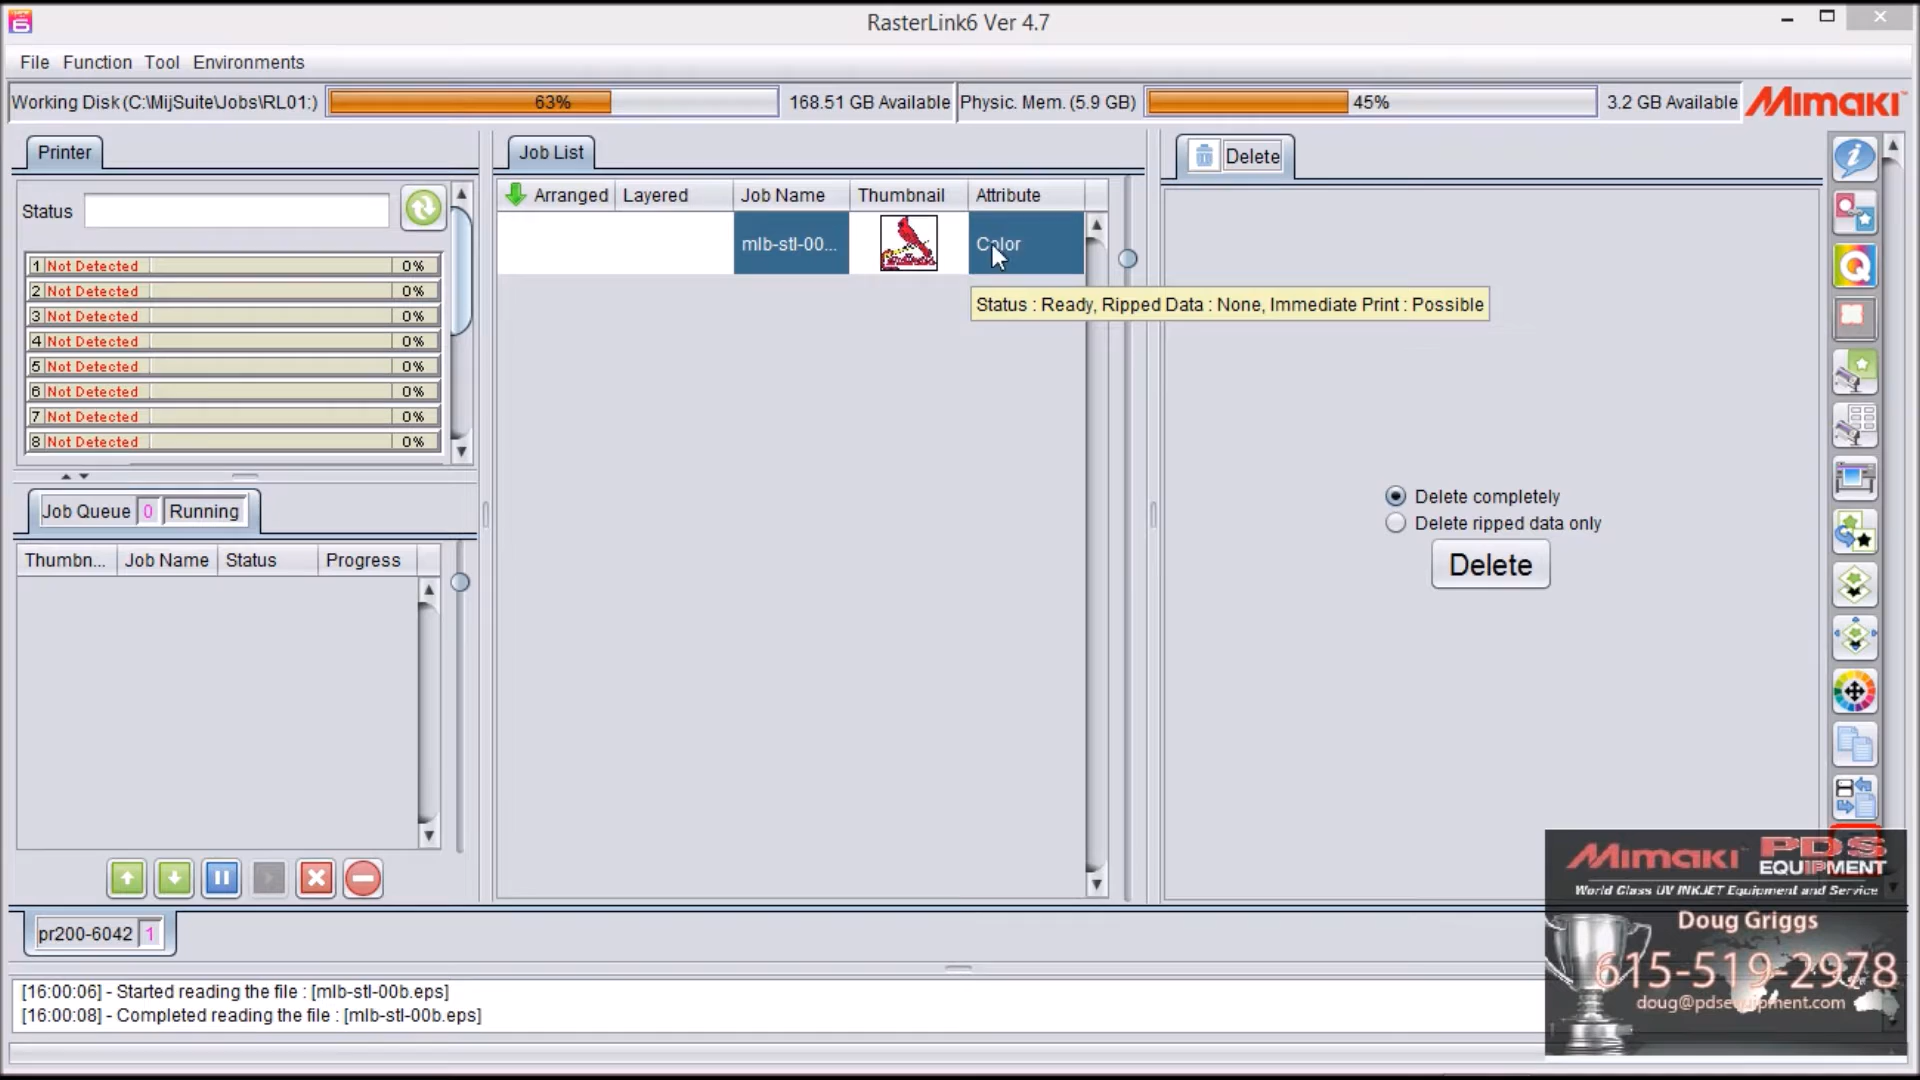 RasterLink6 Ver 4.7
File Function Tool Environments
Working Disk (C:\MijSuite\Jobs\RL01:) 63% 168.51 GB Available Physic. Mem. (5.9 GB) 45% 3.2 GB Available Mimaki
Printer
Status
1 Not Detected 0%
2 Not Detected 0%
3 Not Detected 0%
4 Not Detected 0%
5 Not Detected 0%
6 Not Detected 0%
7 Not Detected 0%
8 Not Detected 0%
Job Queue 0 Running
Thumbn... Job Name Status Progress
Job List
Arranged Layered Job Name Thumbnail Attribute
mlb-stl-00... Color
Status : Ready, Ripped Data : None, Immediate Print : Possible
Delete
Delete completely
Delete ripped data only
Delete
pr200-6042 1
[16:00:06] - Started reading the file : [mlb-stl-00b.eps]
[16:00:08] - Completed reading the file : [mlb-stl-00b.eps]
Mimaki PDS EQUIPMENT
World Class UV INKJET Equipment and Service
Doug Griggs
615-519-2978
doug@pdsequipment.com